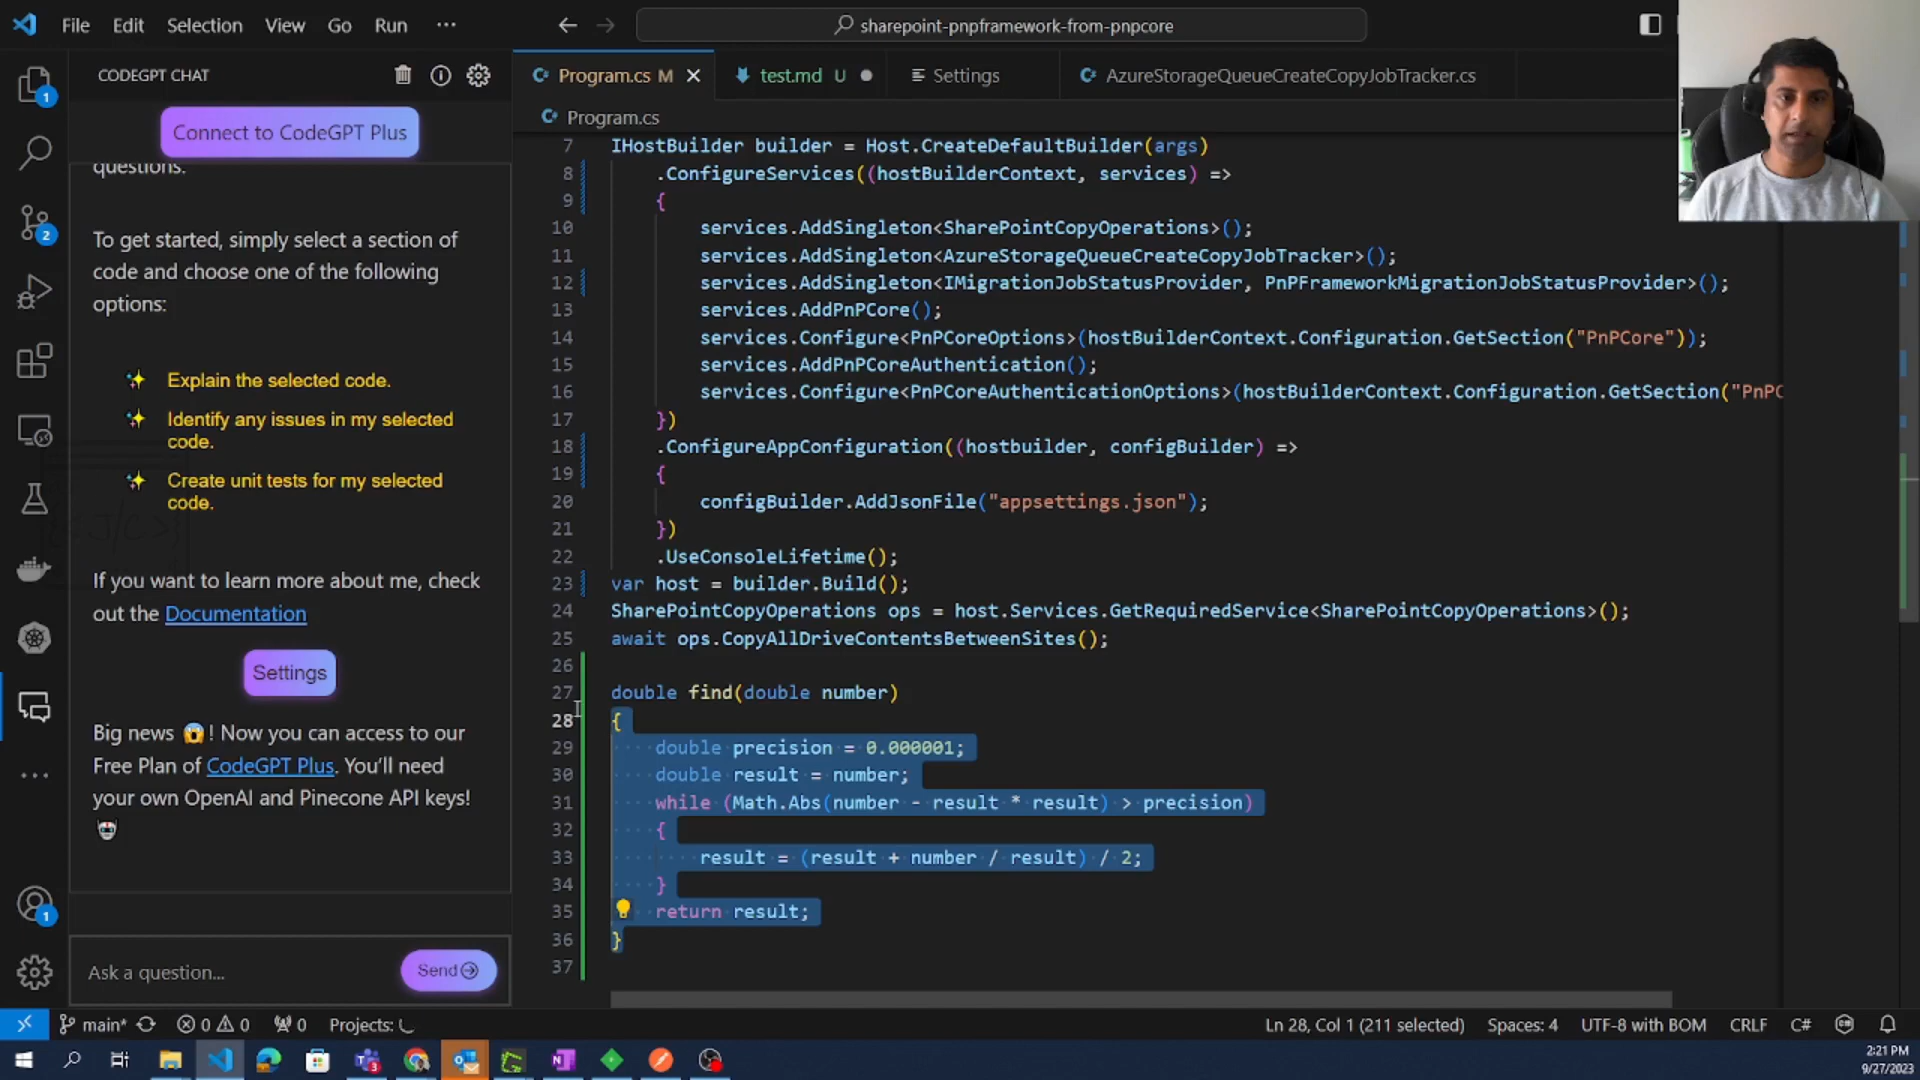 File Edit Selection View Go Run ···
sharepoint-pnpframework-from-pnpcore
CODEGPT CHAT
Connect to CodeGPT Plus
questions.
To get started, simply select a section of
code and choose one of the following
options:
Explain the selected code.
Identify any issues in my selected
code.
Create unit tests for my selected
code.
If you want to learn more about me, check
out the Documentation
Settings
Big news 😱! Now you can access to our
Free Plan of CodeGPT Plus. You'll need
your own OpenAI and Pinecone API keys!
Ask a question...
Send
1
2
1
Program.cs M
test.md U
Settings
AzureStorageQueueCreateCopyJobTracker.cs
Program.cs
7 IHostBuilder builder = Host.CreateDefaultBuilder(args)
8 .ConfigureServices((hostBuilderContext, services) =>
9 {
10 services.AddSingleton<SharePointCopyOperations>();
11 services.AddSingleton<AzureStorageQueueCreateCopyJobTracker>();
12 services.AddSingleton<IMigrationJobStatusProvider, PnPFrameworkMigrationJobStatusProvider>();
13 services.AddPnPCore();
14 services.Configure<PnPCoreOptions>(hostBuilderContext.Configuration.GetSection("PnPCore"));
15 services.AddPnPCoreAuthentication();
16 services.Configure<PnPCoreAuthenticationOptions>(hostBuilderContext.Configuration.GetSection("PnPC
17 })
18 .ConfigureAppConfiguration((hostbuilder, configBuilder) =>
19 {
20 configBuilder.AddJsonFile("appsettings.json");
21 })
22 .UseConsoleLifetime();
23 var host = builder.Build();
24 SharePointCopyOperations ops = host.Services.GetRequiredService<SharePointCopyOperations>();
25 await ops.CopyAllDriveContentsBetweenSites();
26
27 double find(double number)
28 {
29 double precision = 0.000001;
30 double result = number;
31 while (Math.Abs(number - result * result) > precision)
32 {
33 result = (result + number / result) / 2;
34 }
35 return result;
36 }
37
main* 0 0 0 Projects:
Ln 28, Col 1 (211 selected) Spaces: 4 UTF-8 with BOM CRLF C#
2:21 PM
9/27/2023